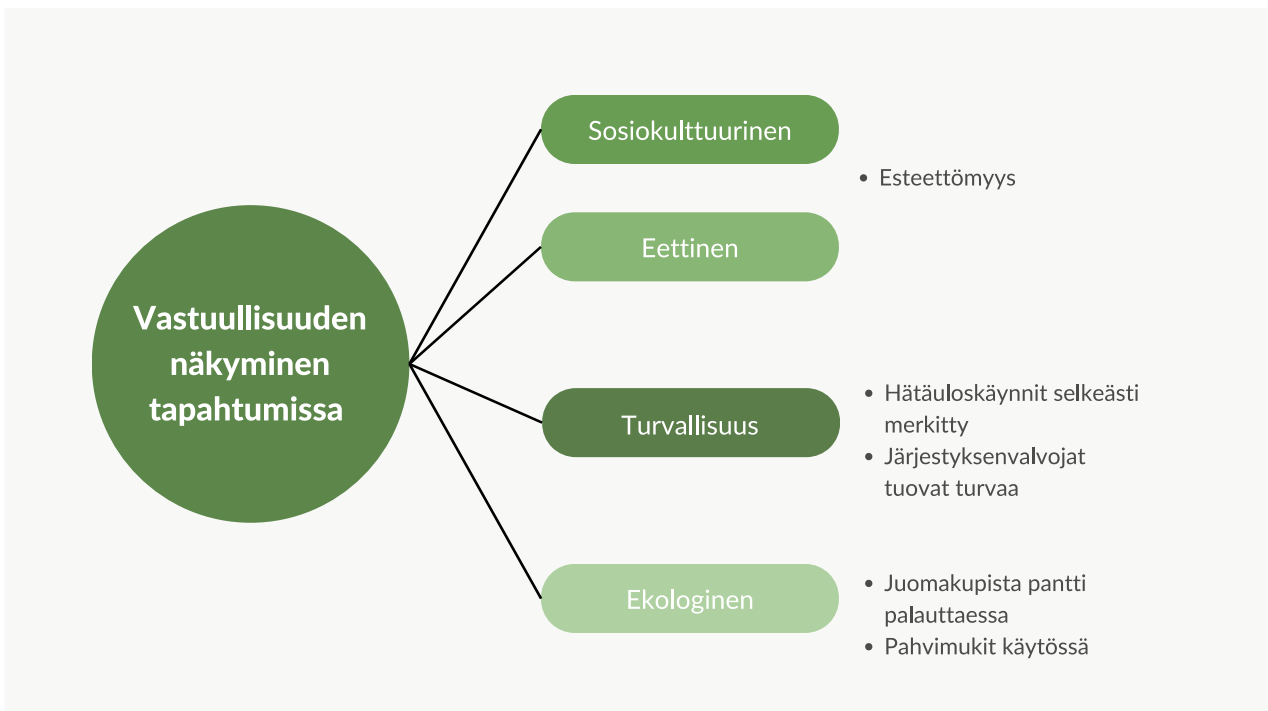 Vastuullisuuden
näkyminen
tapahtumissa
Sosiokulttuurinen
• Esteettömyys
Eettinen
Turvallisuus
• Hätäuloskäynnit selkeästi
merkitty
• Järjestyksenvalvojat
tuovat turvaa
Ekologinen
• Juomakupista pantti
palauttaessa
• Pahvimukit käytössä